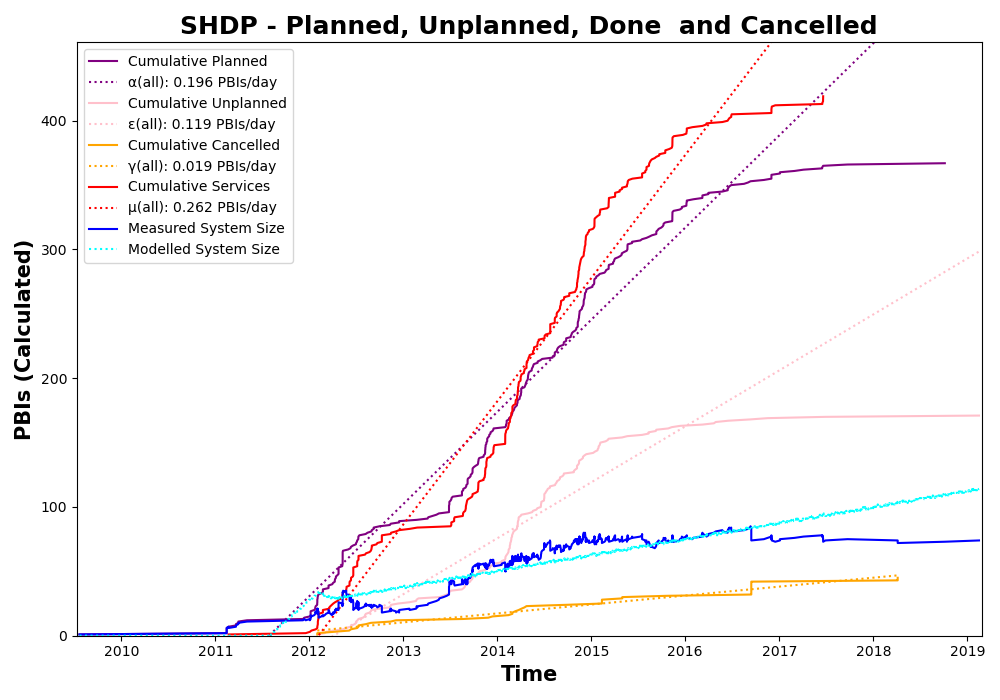 SHDP - Planned, Unplanned, Done  and Cancelled
Cumulative Planned
α(all): 0.196 PBIs/day
Cumulative Unplanned
ε(all): 0.119 PBIs/day
Cumulative Cancelled
γ(all): 0.019 PBIs/day
Cumulative Services
μ(all): 0.262 PBIs/day
Measured System Size
Modelled System Size
PBIs (Calculated)
400
300
200
100
0
2010 2011 2012 2013 2014 2015 2016 2017 2018 2019
Time